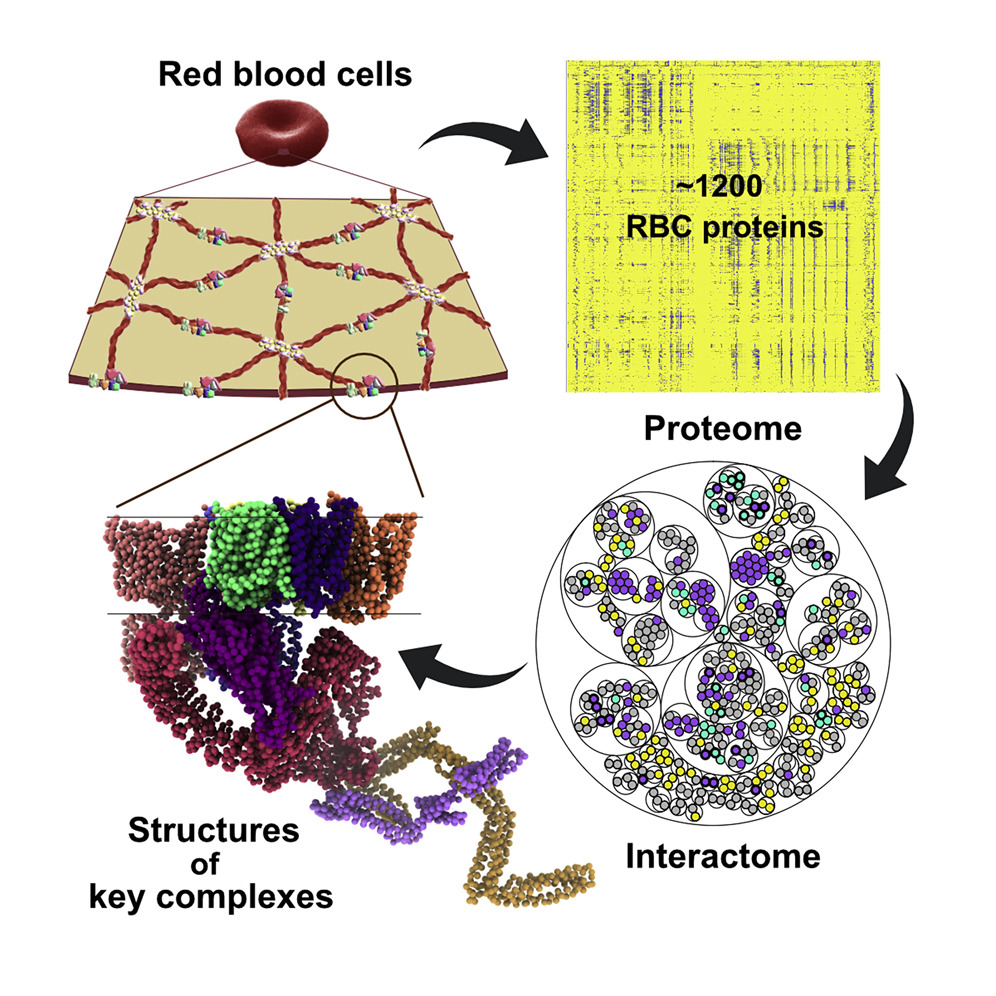 Red blood cells
~1200
RBC proteins
Proteome
Interactome
Structures
of
key complexes